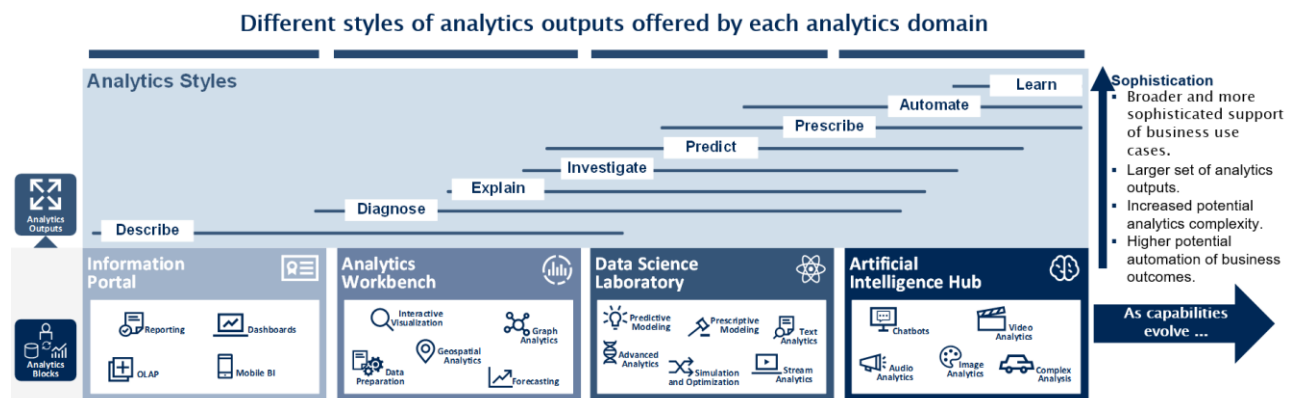 Different styles of analytics outputs offered by each analytics domain
Analytics Styles
Learn
Automate
Prescribe
Predict
Investigate
Explain
Diagnose
Describe
Sophistication
▪ Broader and more
sophisticated support
of business use
cases.
▪ Larger set of analytics
outputs.
▪ Increased potential
analytics complexity.
▪ Higher potential
automation of business
outcomes.
Analytics
Outputs
Information
Portal
Analytics
Workbench
Data Science
Laboratory
Artificial
Intelligence Hub
Analytics
Blocks
Reporting
Dashboards
OLAP
Mobile BI
Interactive
Visualization
Graph
Analytics
Geospatial
Analytics
Data
Preparation
Forecasting
Predictive
Modeling
Prescriptive
Modeling
Text
Analytics
Advanced
Analytics
Simulation
and Optimization
Stream
Analytics
Chatbots
Video
Analytics
Audio
Analytics
Image
Analytics
Complex
Analysis
As capabilities
evolve ...